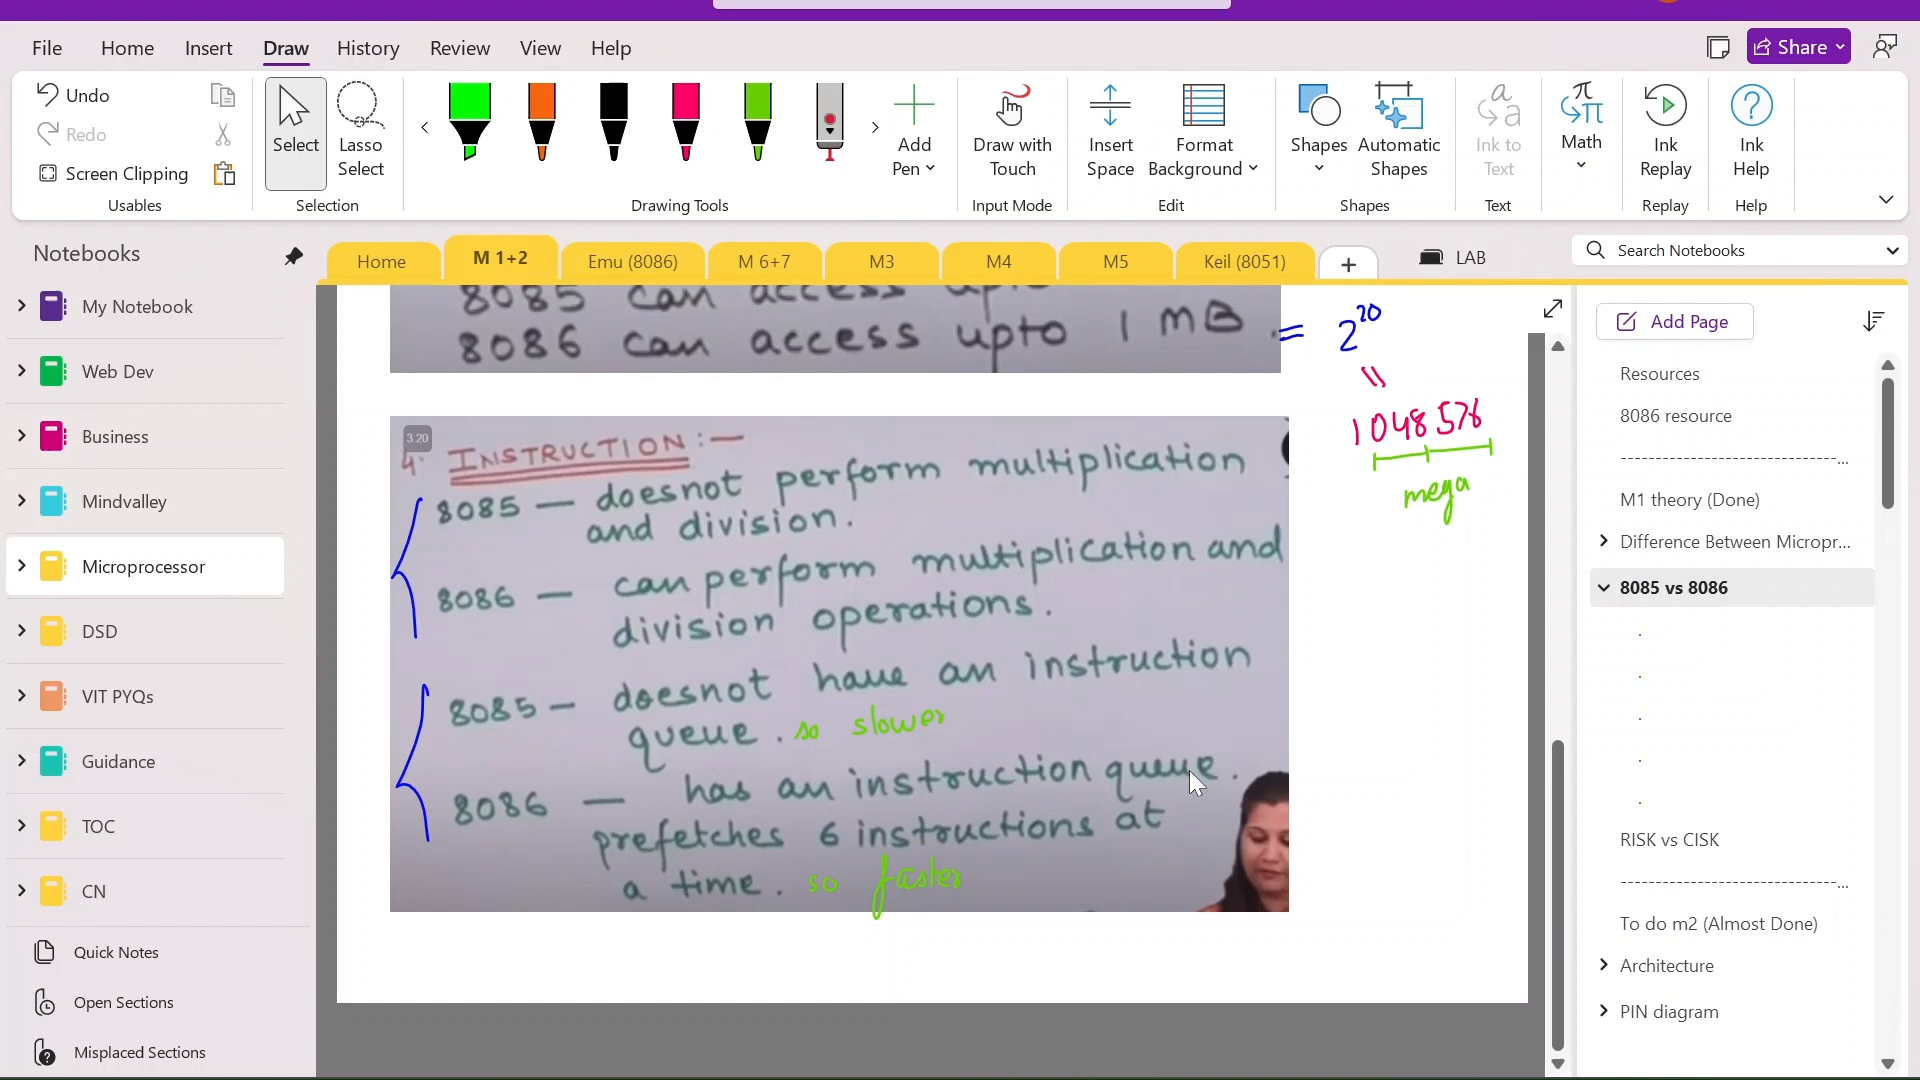 File Home Insert Draw History Review View Help Share
Undo
Redo
Screen Clipping
Usables
Select
Lasso Select
Selection
Drawing Tools
Add Pen
Draw with Touch
Input Mode
Insert Space
Format Background
Edit
Shapes
Automatic Shapes
Shapes
Ink to Text
Text
Math
Ink Replay
Replay
Ink Help
Help
Notebooks
My Notebook
Web Dev
Business
Mindvalley
Microprocessor
DSD
VIT PYQs
Guidance
TOC
CN
Quick Notes
Open Sections
Misplaced Sections
Home M 1+2 Emu (8086) M 6+7 M3 M4 M5 Keil (8051) + LAB
Search Notebooks
8085 can access upto
8086 can access upto 1 MB . = 2^20
=
1048576
mega
3.20
4. INSTRUCTION :—
8085 — doesnot perform multiplication
and division.
8086 — can perform multiplication and
division operations.
8085 — doesnot have an instruction
queue. so slower
8086 — has an instruction queue.
prefetches 6 instructions at
a time. so faster
Add Page
Resources
8086 resource
-------------------------------...
M1 theory (Done)
Difference Between Micropr...
8085 vs 8086
.
.
.
.
.
RISK vs CISK
-------------------------------...
To do m2 (Almost Done)
Architecture
PIN diagram